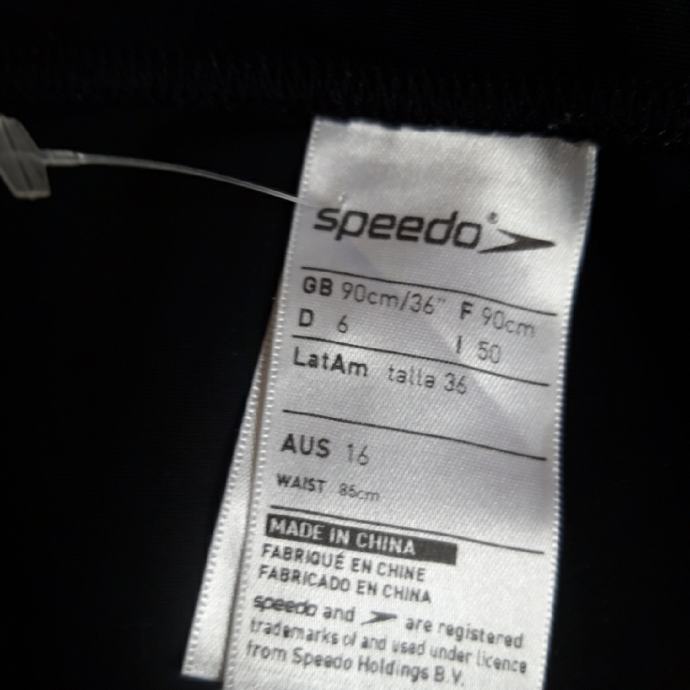 speedo®
GB 90cm/36" F 90cm
D 6 I 50
LatAm talla 36
AUS 16
WAIST 85cm
MADE IN CHINA
FABRIQUÉ EN CHINE
FABRICADO EN CHINA
speedo and are registered
trademarks of and used under licence
from Speedo Holdings B.V.